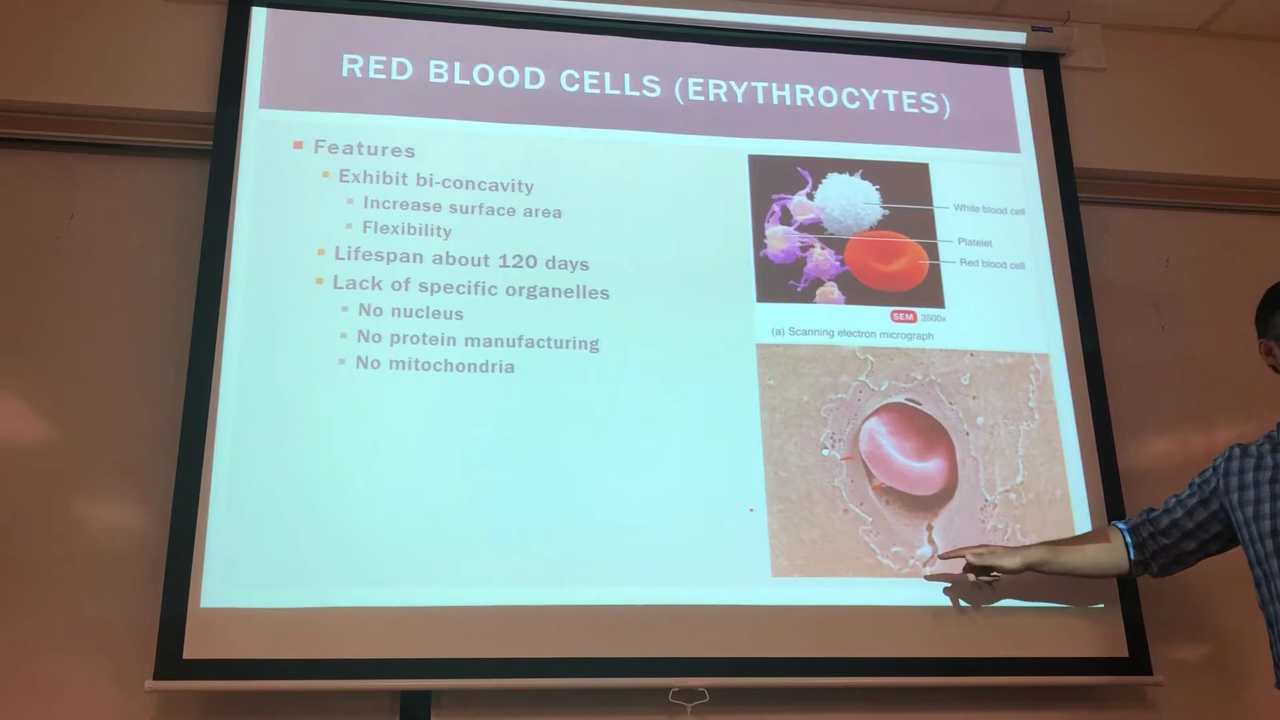 RED BLOOD CELLS (ERYTHROCYTES)
Features
Exhibit bi-concavity
Increase surface area
Flexibility
Lifespan about 120 days
Lack of specific organelles
No nucleus
No protein manufacturing
No mitochondria
White blood cell
Platelet
Red blood cell
SEM 3500x
(a) Scanning electron micrograph